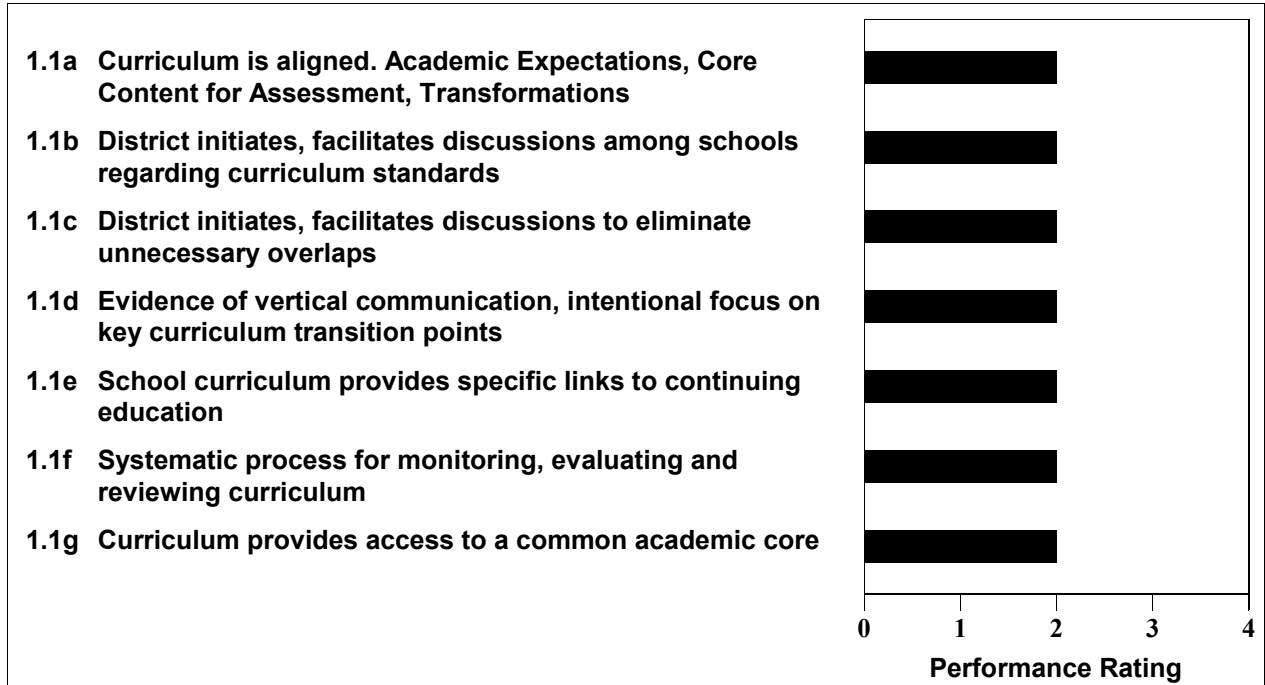 1.1a Curriculum is aligned. Academic Expectations, Core
Content for Assessment, Transformations
1.1b District initiates, facilitates discussions among schools
regarding curriculum standards
1.1c District initiates, facilitates discussions to eliminate
unnecessary overlaps
1.1d Evidence of vertical communication, intentional focus on
key curriculum transition points
1.1e School curriculum provides specific links to continuing
education
1.1f Systematic process for monitoring, evaluating and
reviewing curriculum
1.1g Curriculum provides access to a common academic core
0 1 2 3 4
Performance Rating